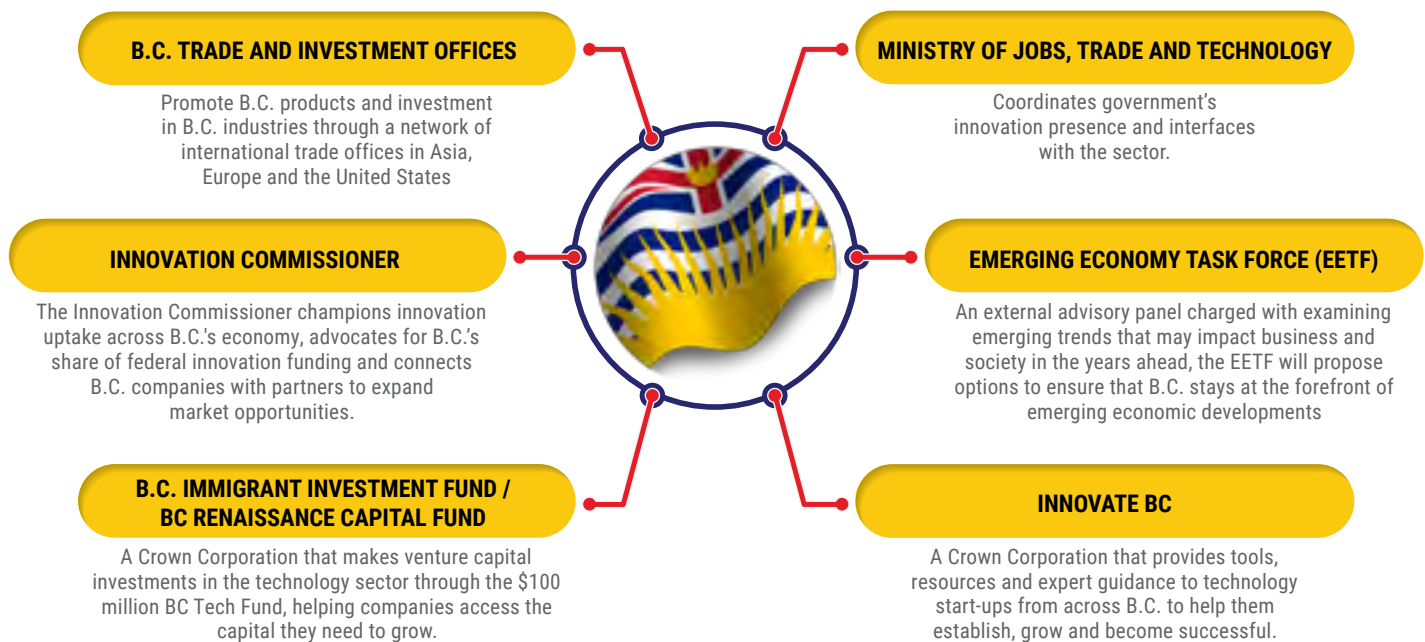 B.C. TRADE AND INVESTMENT OFFICES
Promote B.C. products and investment
in B.C. industries through a network of
international trade offices in Asia,
Europe and the United States
MINISTRY OF JOBS, TRADE AND TECHNOLOGY
Coordinates government’s
innovation presence and interfaces
with the sector.
INNOVATION COMMISSIONER
The Innovation Commissioner champions innovation
uptake across B.C.'s economy, advocates for B.C.’s
share of federal innovation funding and connects
B.C. companies with partners to expand
market opportunities.
EMERGING ECONOMY TASK FORCE (EETF)
An external advisory panel charged with examining
emerging trends that may impact business and
society in the years ahead, the EETF will propose
options to ensure that B.C. stays at the forefront of
emerging economic developments
B.C. IMMIGRANT INVESTMENT FUND /
BC RENAISSANCE CAPITAL FUND
A Crown Corporation that makes venture capital
investments in the technology sector through the $100
million BC Tech Fund, helping companies access the
capital they need to grow.
INNOVATE BC
A Crown Corporation that provides tools,
resources and expert guidance to technology
start-ups from across B.C. to help them
establish, grow and become successful.